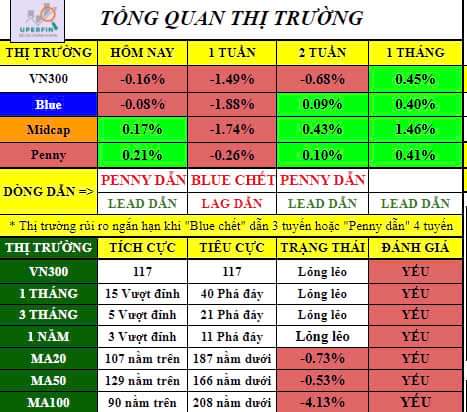 UPERFIN
TỔNG QUAN THỊ TRƯỜNG
THỊ TRƯỜNG HÔM NAY 1 TUẦN 2 TUẦN 1 THÁNG
VN300 -0.16% -1.49% -0.68% 0.45%
Blue -0.08% -1.88% 0.09% 0.40%
Midcap 0.17% -1.74% 0.43% 1.46%
Penny 0.21% -0.26% 0.10% 0.41%
DÒNG DẪN => PENNY DẪN BLUE CHẾT PENNY DẪN
LEAD DẪN LAG DẪN LEAD DẪN LEAD DẪN
* Thị trường rủi ro ngắn hạn khi "Blue chết" dẫn 3 tuyến hoặc "Penny dẫn" 4 tuyến
THỊ TRƯỜNG TÍCH CỰC TIÊU CỰC TRẠNG THÁI ĐÁNH GIÁ
VN300 117 117 Lỏng lẻo YẾU
1 THÁNG 15 Vượt đỉnh 40 Phá đáy Lỏng lẻo YẾU
3 THÁNG 5 Vượt đỉnh 21 Phá đáy Lỏng lẻo YẾU
1 NĂM 3 Vượt đỉnh 11 Phá đáy Lỏng lẻo YẾU
MA20 107 nằm trên 187 nằm dưới -0.73% YẾU
MA50 129 nằm trên 166 nằm dưới -0.53% YẾU
MA100 90 nằm trên 208 nằm dưới -4.13% YẾU